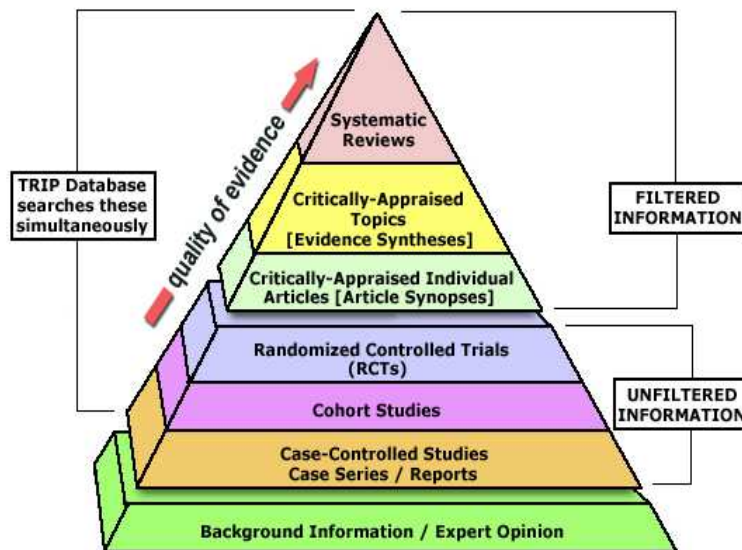 Systematic
Reviews
quality of evidence
TRIP Database
searches these
simultaneously
Critically-Appraised
Topics
[Evidence Syntheses]
FILTERED
INFORMATION
Critically-Appraised Individual
Articles [Article Synopses]
Randomized Controlled Trials
(RCTs)
UNFILTERED
INFORMATION
Cohort Studies
Case-Controlled Studies
Case Series / Reports
Background Information / Expert Opinion